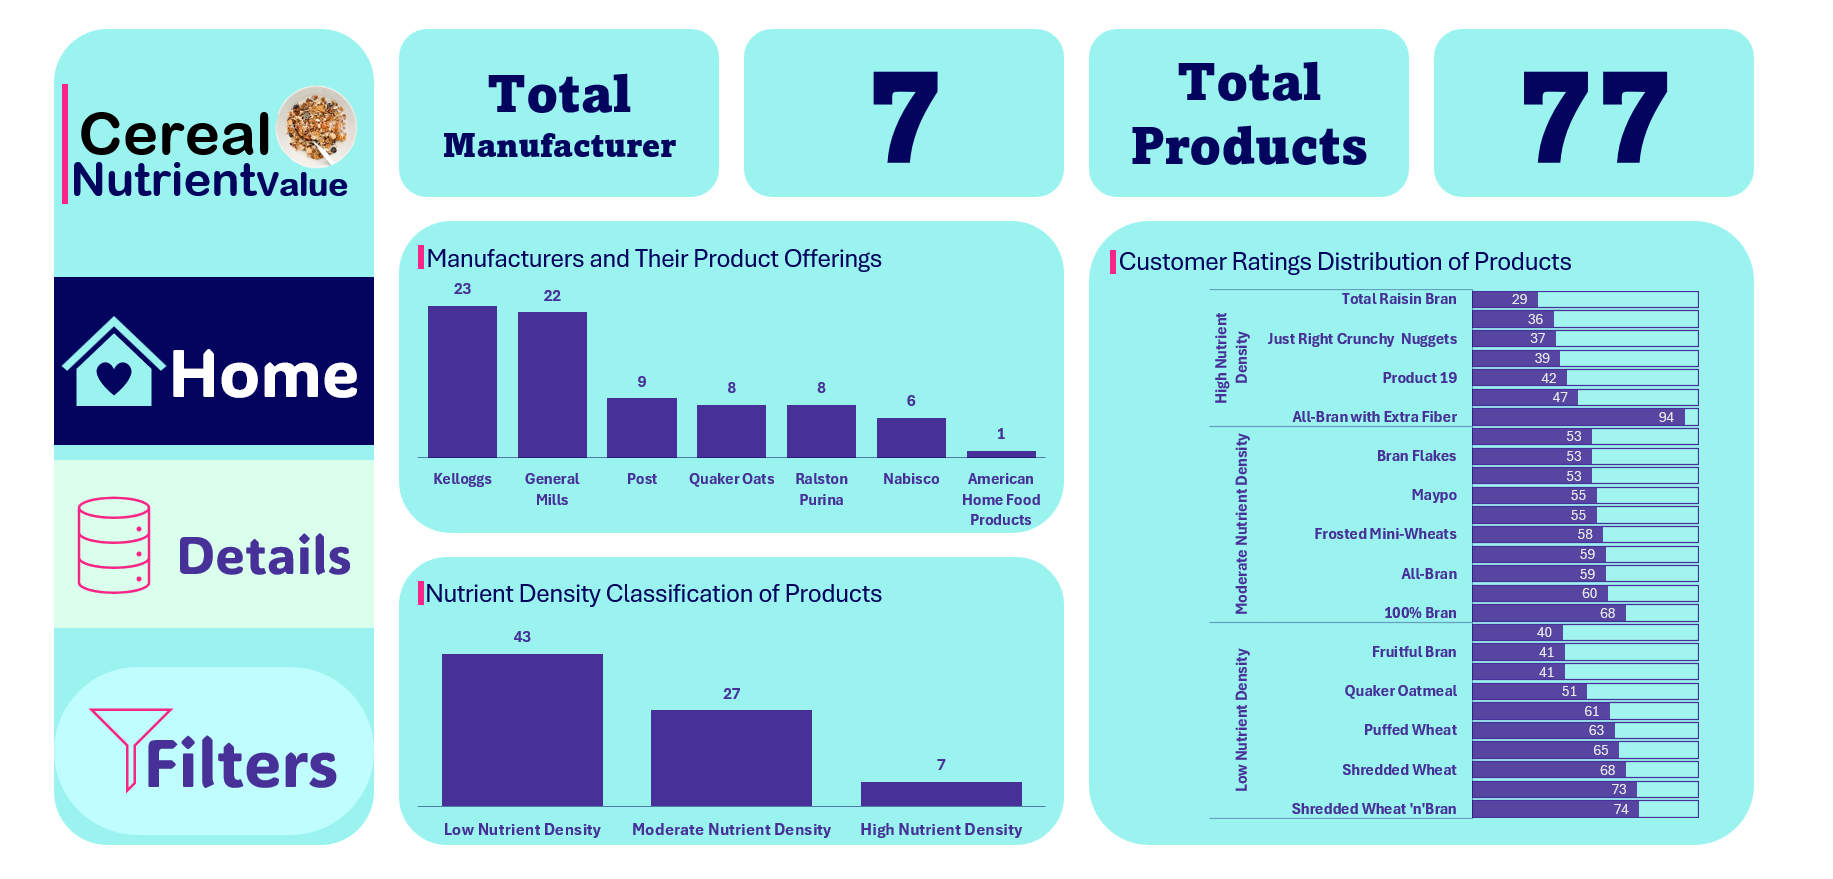 Cereal
NutrientValue
Home
Details
Filters
Total
Manufacturer
7
Total
Products
77
Manufacturers and Their Product Offerings
23
22
9
8
8
6
1
Kelloggs
General
Mills
Post
Quaker Oats
Ralston
Purina
Nabisco
American
Home Food
Products
Nutrient Density Classification of Products
43
27
7
Low Nutrient Density
Moderate Nutrient Density
High Nutrient Density
Customer Ratings Distribution of Products
High Nutrient
Density
Total Raisin Bran 29
36
Just Right Crunchy  Nuggets 37
39
Product 19 42
47
All-Bran with Extra Fiber 94
Moderate Nutrient Density
53
Bran Flakes 53
53
Maypo 55
55
Frosted Mini-Wheats 58
59
All-Bran 59
60
100% Bran 68
Low Nutrient Density
40
Fruitful Bran 41
41
Quaker Oatmeal 51
61
Puffed Wheat 63
65
Shredded Wheat 68
73
Shredded Wheat 'n'Bran 74